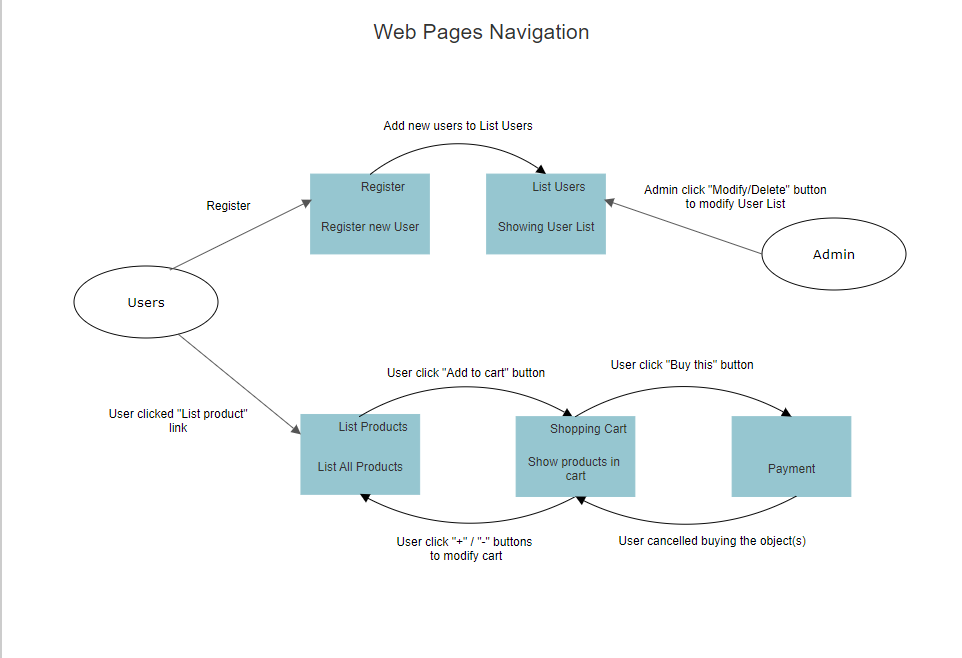 Web Pages Navigation
Add new users to List Users
Register
List Users
Admin click "Modify/Delete" button
to modify User List
Register
Register new User
Showing User List
Admin
Users
User click "Buy this" button
User click "Add to cart" button
User clicked "List product"
link
List Products
Shopping Cart
List All Products
Show products in
cart
Payment
User click "+" / "-" buttons
to modify cart
User cancelled buying the object(s)